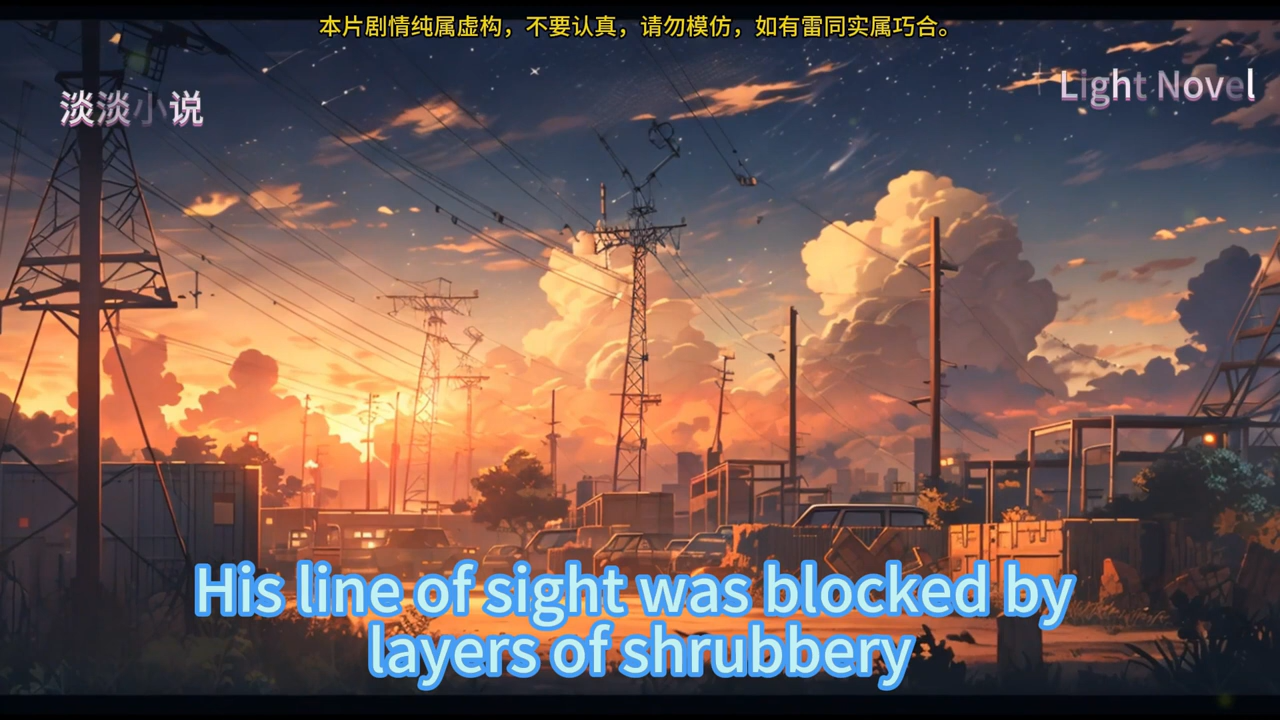 本片剧情纯属虚构，不要认真，请勿模仿，如有雷同实属巧合。
淡淡小说
Light Novel
His line of sight was blocked by
layers of shrubbery